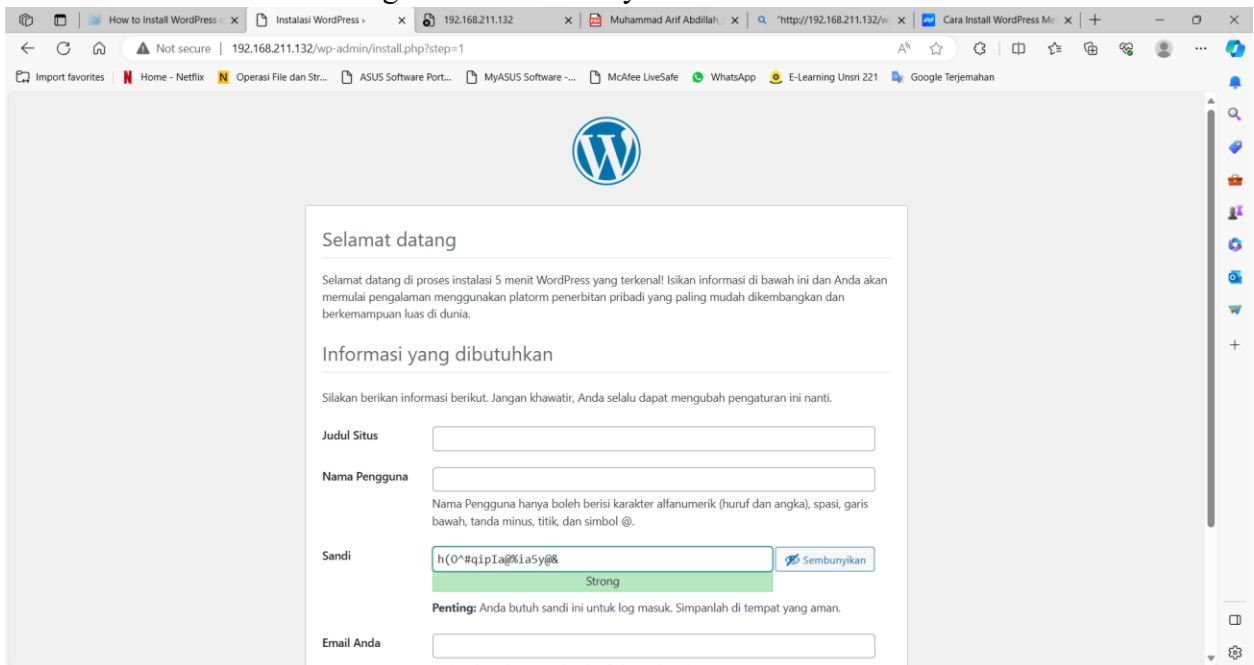 How to Install WordPress
Instalasi WordPress ›
192.168.211.132
Muhammad Arif Abdillah_
"http://192.168.211.132/w
Cara Install WordPress Me
Not secure | 192.168.211.132/wp-admin/install.php?step=1
Import favorites
Home - Netflix
Operasi File dan Str...
ASUS Software Port...
MyASUS Software -...
McAfee LiveSafe
WhatsApp
E-Learning Unsri 221
Google Terjemahan
Selamat datang
Selamat datang di proses instalasi 5 menit WordPress yang terkenal! Isikan informasi di bawah ini dan Anda akan
memulai pengalaman menggunakan platorm penerbitan pribadi yang paling mudah dikembangkan dan
berkemampuan luas di dunia.
Informasi yang dibutuhkan
Silakan berikan informasi berikut. Jangan khawatir, Anda selalu dapat mengubah pengaturan ini nanti.
Judul Situs
Nama Pengguna
Nama Pengguna hanya boleh berisi karakter alfanumerik (huruf dan angka), spasi, garis
bawah, tanda minus, titik, dan simbol @.
Sandi
h(O^#qipIa@%ia5y@&
Sembunyikan
Strong
Penting: Anda butuh sandi ini untuk log masuk. Simpanlah di tempat yang aman.
Email Anda